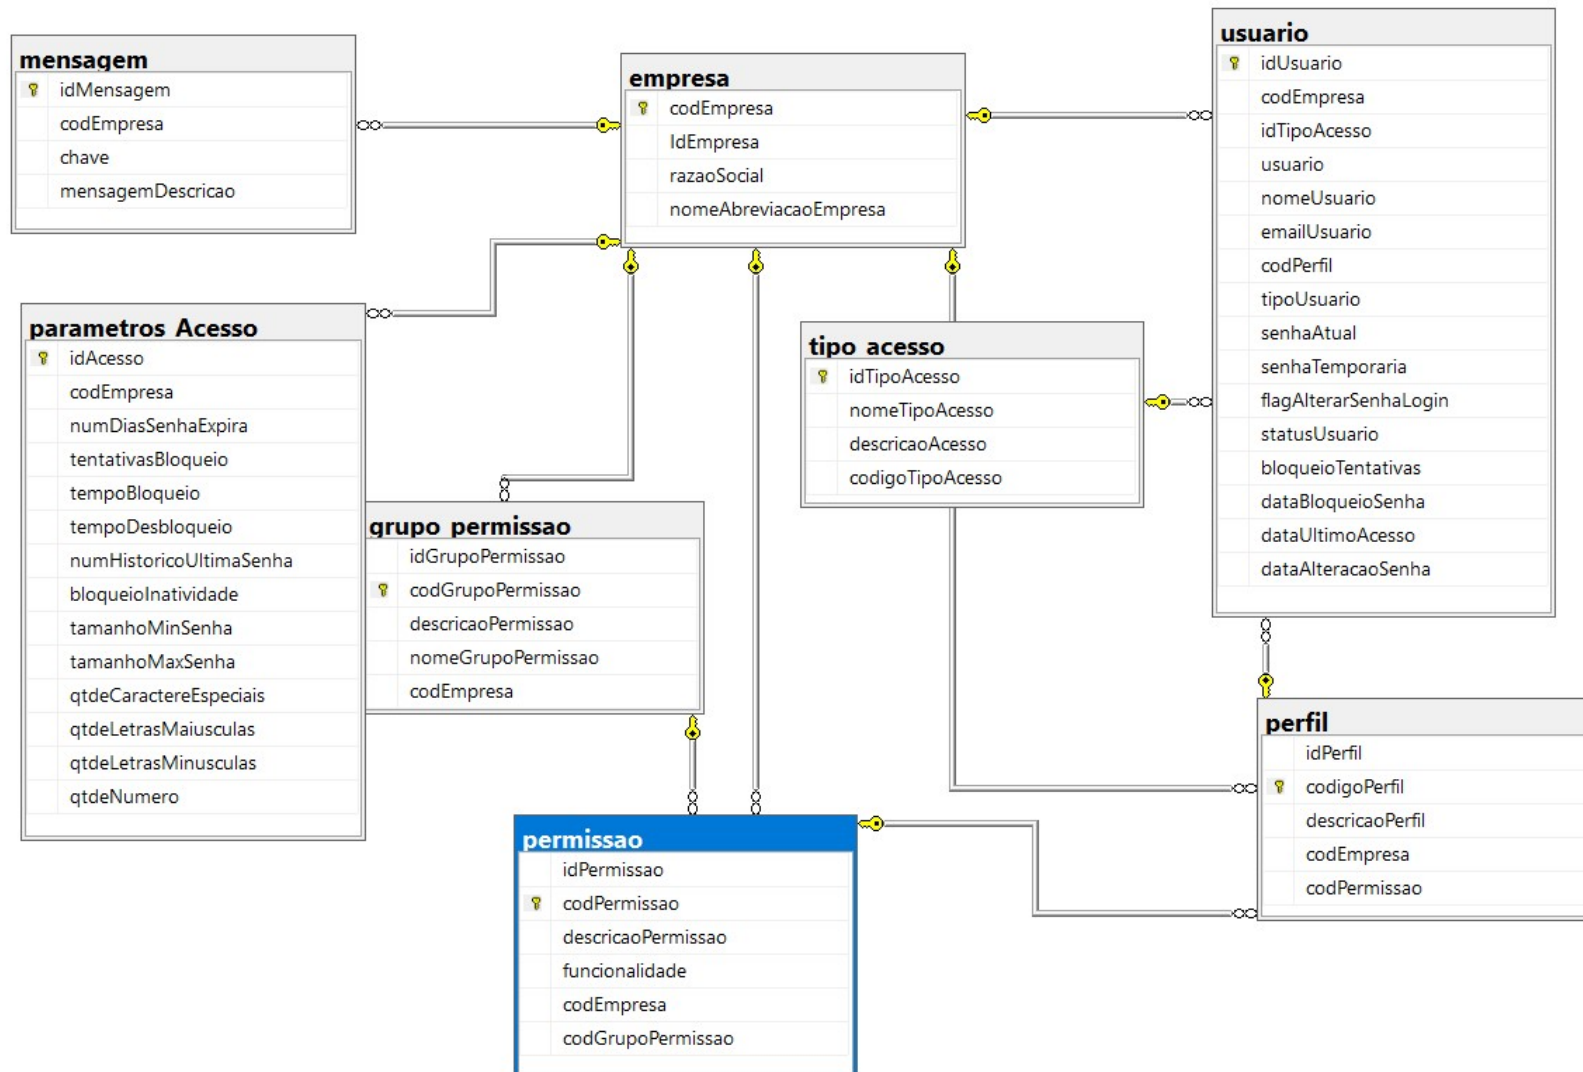 mensagem
idMensagem
codEmpresa
chave
mensagemDescricao
empresa
codEmpresa
IdEmpresa
razaoSocial
nomeAbreviacaoEmpresa
usuario
idUsuario
codEmpresa
idTipoAcesso
usuario
nomeUsuario
emailUsuario
codPerfil
tipoUsuario
senhaAtual
senhaTemporaria
flagAlterarSenhaLogin
statusUsuario
bloqueioTentativas
dataBloqueioSenha
dataUltimoAcesso
dataAlteracaoSenha
parametros_Acesso
idAcesso
codEmpresa
numDiasSenhaExpira
tentativasBloqueio
tempoBloqueio
tempoDesbloqueio
numHistoricoUltimaSenha
bloqueioInatividade
tamanhoMinSenha
tamanhoMaxSenha
qtdeCaractereEspeciais
qtdeLetrasMaiusculas
qtdeLetrasMinusculas
qtdeNumero
tipo_acesso
idTipoAcesso
nomeTipoAcesso
descricaoAcesso
codigoTipoAcesso
grupo_permissao
idGrupoPermissao
codGrupoPermissao
descricaoPermissao
nomeGrupoPermissao
codEmpresa
perfil
idPerfil
codigoPerfil
descricaoPerfil
codEmpresa
codPermissao
permissao
idPermissao
codPermissao
descricaoPermissao
funcionalidade
codEmpresa
codGrupoPermissao